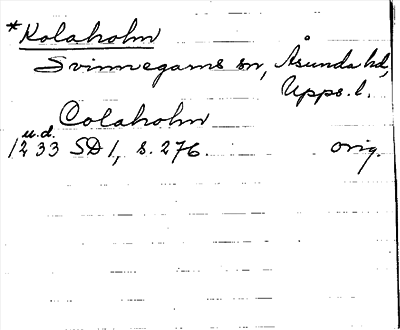 *Kolaholm
Svinnegarns sn, Åsunda hd,
Upps. l.
Colaholm
u.d.
1233 SD 1, s. 276. orig.